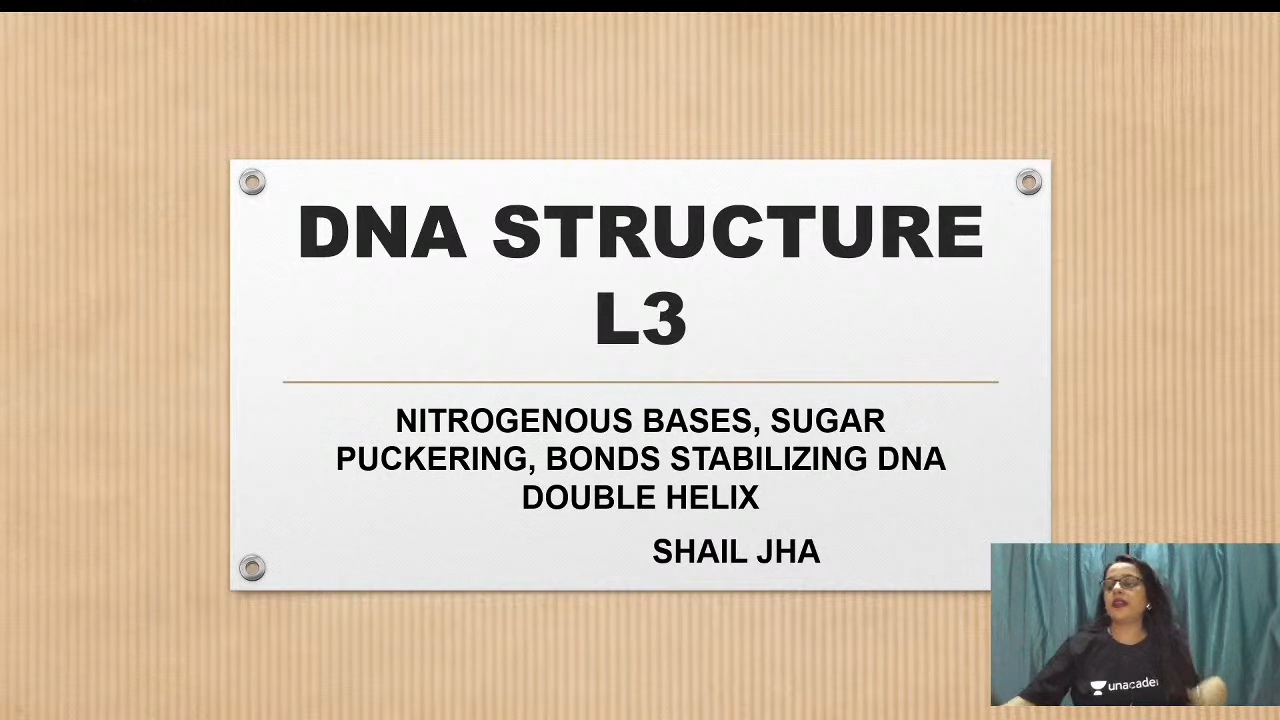 DNA STRUCTURE
L3
NITROGENOUS BASES, SUGAR
PUCKERING, BONDS STABILIZING DNA
DOUBLE HELIX
SHAIL JHA